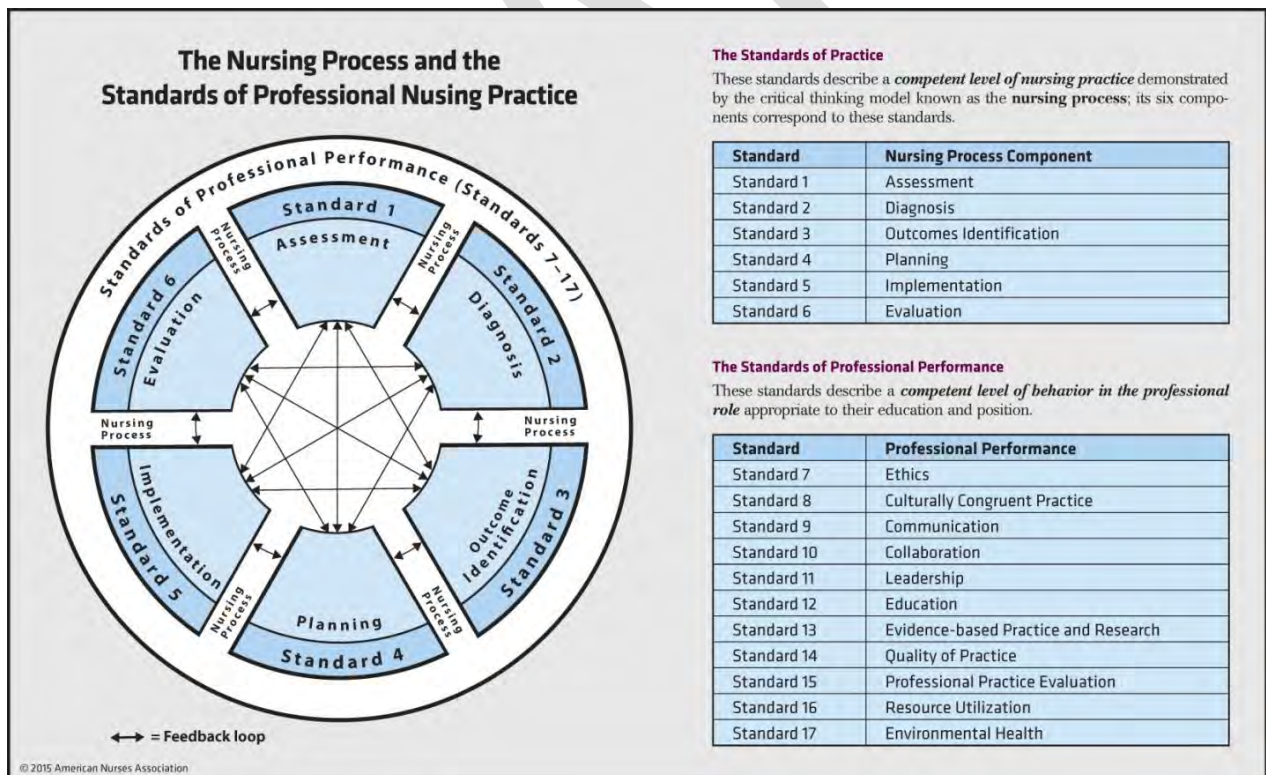 The Nursing Process and the
Standards of Professional Nusing Practice
Standards of Professional Performance (Standards 7–17)
Standard 1
Assessment
Nursing
Process
Standard 2
Diagnosis
Nursing
Process
Standard 3
Outcome
Identification
Nursing
Process
Standard 4
Planning
Nursing
Process
Standard 5
Implementation
Nursing
Process
Standard 6
Evaluation
Nursing
Process
= Feedback loop
© 2015 American Nurses Association
The Standards of Practice
These standards describe a competent level of nursing practice demonstrated
by the critical thinking model known as the nursing process; its six compo-
nents correspond to these standards.
Standard Nursing Process Component
Standard 1 Assessment
Standard 2 Diagnosis
Standard 3 Outcomes Identification
Standard 4 Planning
Standard 5 Implementation
Standard 6 Evaluation
The Standards of Professional Performance
These standards describe a competent level of behavior in the professional
role appropriate to their education and position.
Standard Professional Performance
Standard 7 Ethics
Standard 8 Culturally Congruent Practice
Standard 9 Communication
Standard 10 Collaboration
Standard 11 Leadership
Standard 12 Education
Standard 13 Evidence-based Practice and Research
Standard 14 Quality of Practice
Standard 15 Professional Practice Evaluation
Standard 16 Resource Utilization
Standard 17 Environmental Health